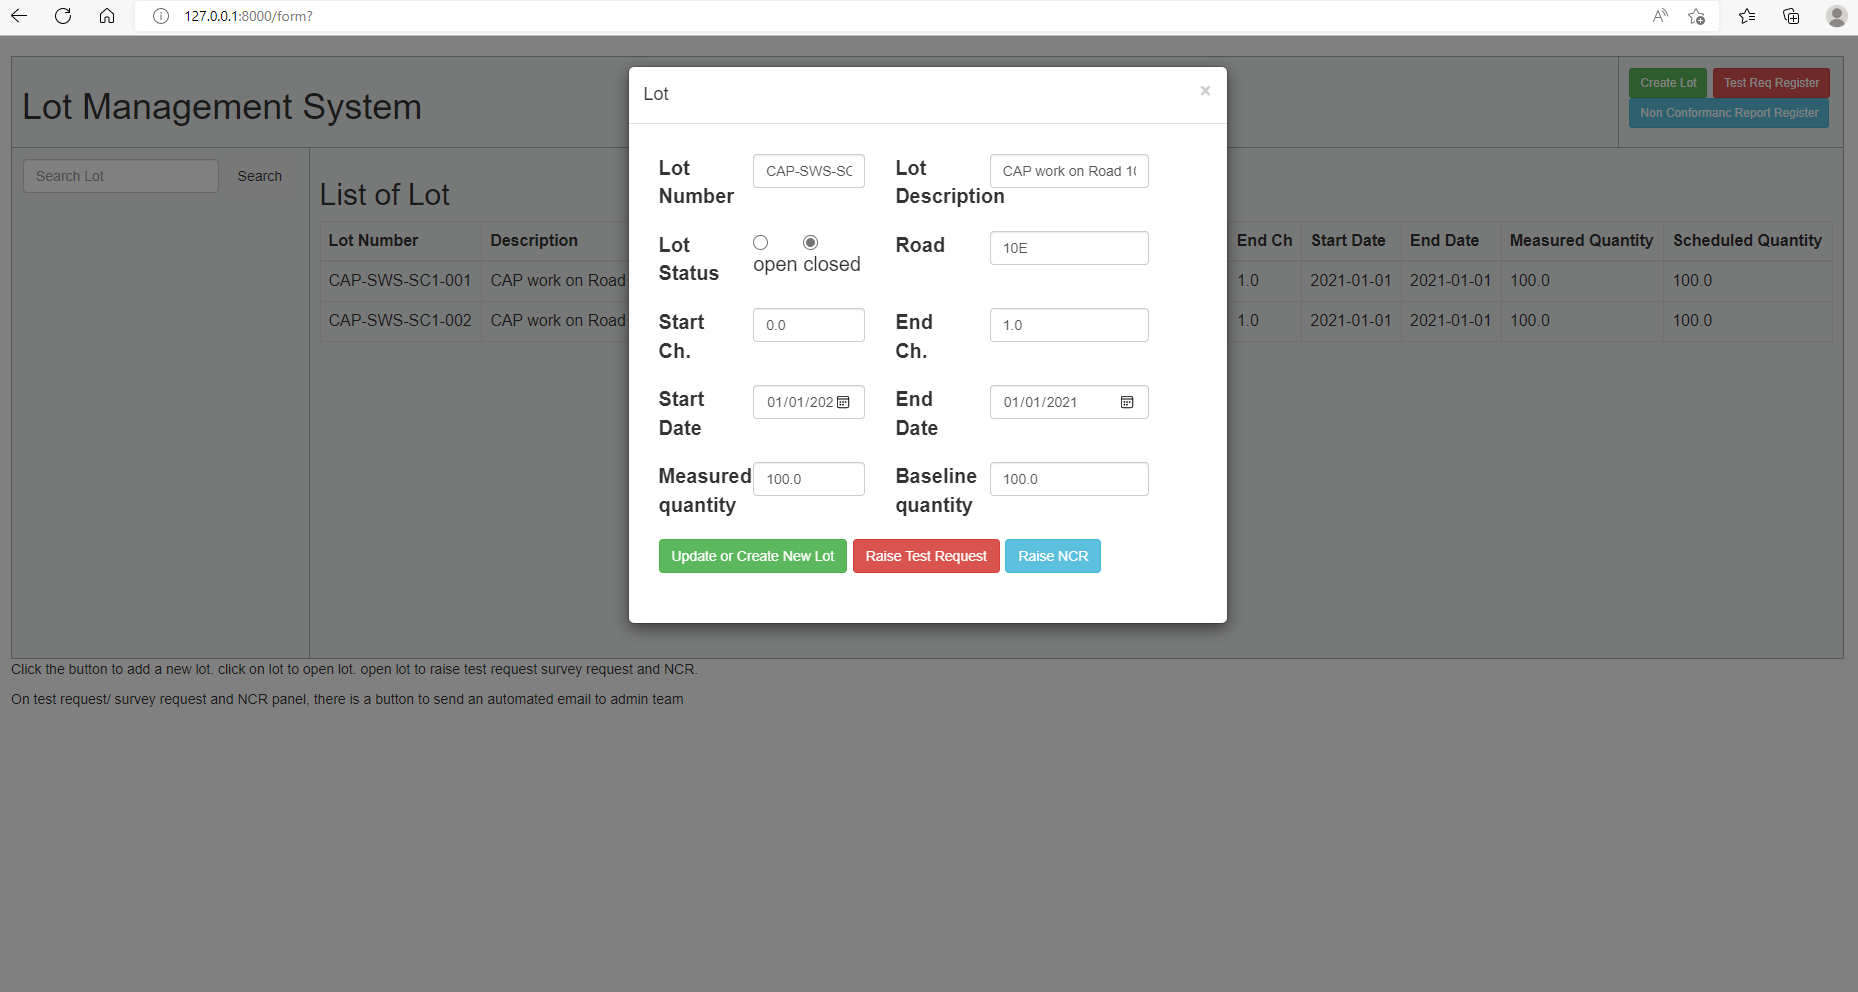 127.0.0.1:8000/form?
Lot Management System
Create Lot Test Req Register
Non Conformanc Report Register
Search Lot Search
List of Lot
Lot Number Description End Ch Start Date End Date Measured Quantity Scheduled Quantity
CAP-SWS-SC1-001 CAP work on Road 1.0 2021-01-01 2021-01-01 100.0 100.0
CAP-SWS-SC1-002 CAP work on Road 1.0 2021-01-01 2021-01-01 100.0 100.0
Lot ×
Lot Number CAP-SWS-SC Lot Description CAP work on Road 10
Lot Status open closed Road 10E
Start Ch. 0.0 End Ch. 1.0
Start Date 01/01/202 End Date 01/01/2021
Measured quantity 100.0 Baseline quantity 100.0
Update or Create New Lot Raise Test Request Raise NCR
Click the button to add a new lot. click on lot to open lot. open lot to raise test request survey request and NCR.
On test request/ survey request and NCR panel, there is a button to send an automated email to admin team